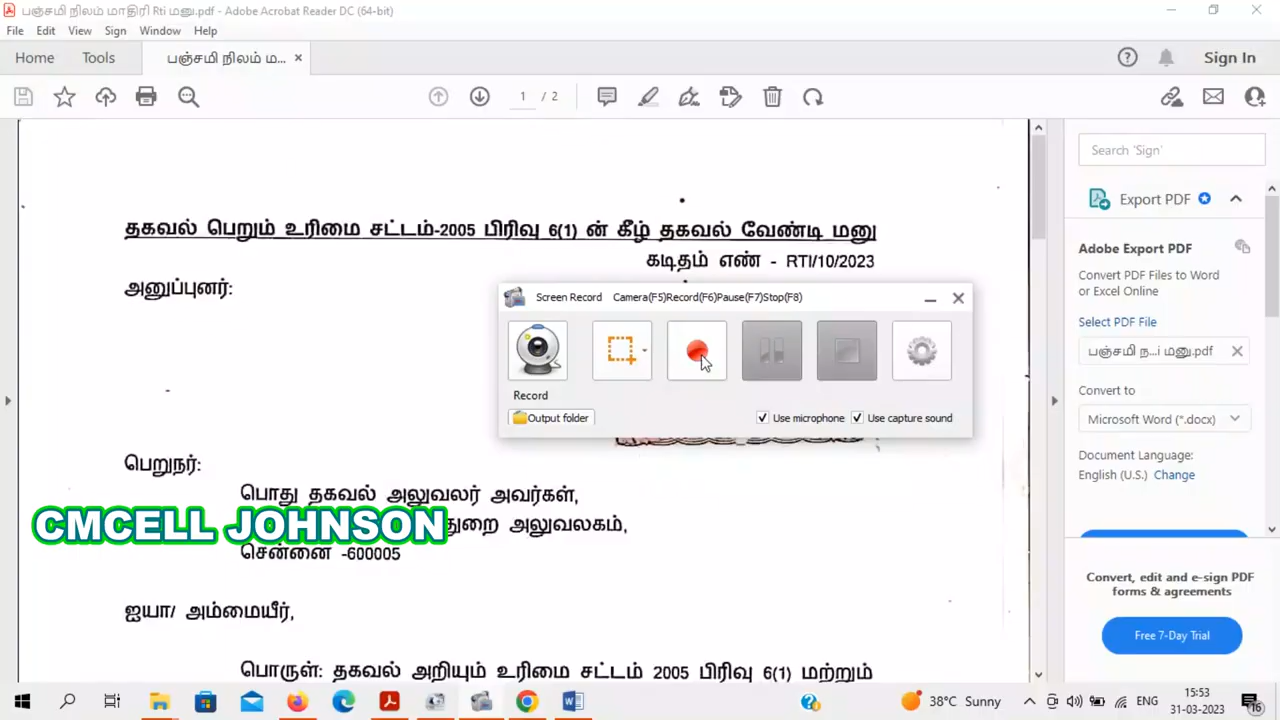 பஞ்சமி நிலம் மாதிரி Rti மனு.pdf - Adobe Acrobat Reader DC (64-bit)
File Edit View Sign Window Help
Home Tools பஞ்சமி நிலம் ம... × Sign In
1 / 2
Search 'Sign'
தகவல் பெறும் உரிமை சட்டம்-2005 பிரிவு 6(1) ன் கீழ் தகவல் வேண்டி மனு
கடிதம் எண் - RTI/10/2023
அனுப்புனர்:
Screen Record Camera(F5)Record(F6)Pause(F7)Stop(F8)
Record
Output folder Use microphone Use capture sound
பெறுநர்:
பொது தகவல் அலுவலர் அவர்கள்,
துறை அலுவலகம்,
CMCELL JOHNSON
சென்னை -600005
ஐயா/ அம்மையீர்,
பொருள்: தகவல் அறியும் உரிமை சட்டம் 2005 பிரிவு 6(1) மற்றும்
Export PDF
Adobe Export PDF
Convert PDF Files to Word
or Excel Online
Select PDF File
பஞ்சமி ந...i மனு.pdf
Convert to
Microsoft Word (*.docx)
Document Language:
English (U.S.) Change
Convert, edit and e-sign PDF
forms & agreements
Free 7-Day Trial
38°C Sunny ENG 15:53
31-03-2023 16